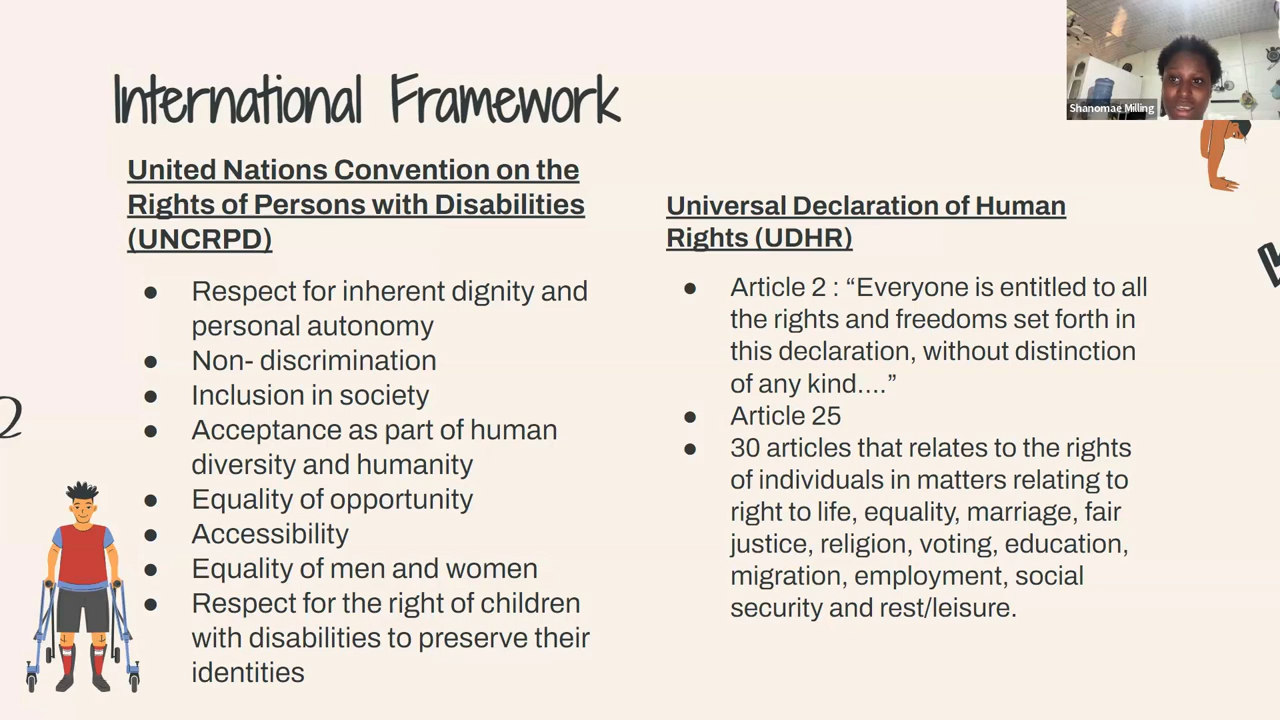 International Framework
United Nations Convention on the
Rights of Persons with Disabilities
(UNCRPD)
● Respect for inherent dignity and
personal autonomy
● Non- discrimination
● Inclusion in society
● Acceptance as part of human
diversity and humanity
● Equality of opportunity
● Accessibility
● Equality of men and women
● Respect for the right of children
with disabilities to preserve their
identities
Universal Declaration of Human
Rights (UDHR)
● Article 2 : “Everyone is entitled to all
the rights and freedoms set forth in
this declaration, without distinction
of any kind....”
● Article 25
● 30 articles that relates to the rights
of individuals in matters relating to
right to life, equality, marriage, fair
justice, religion, voting, education,
migration, employment, social
security and rest/leisure.
Shanomae Milling